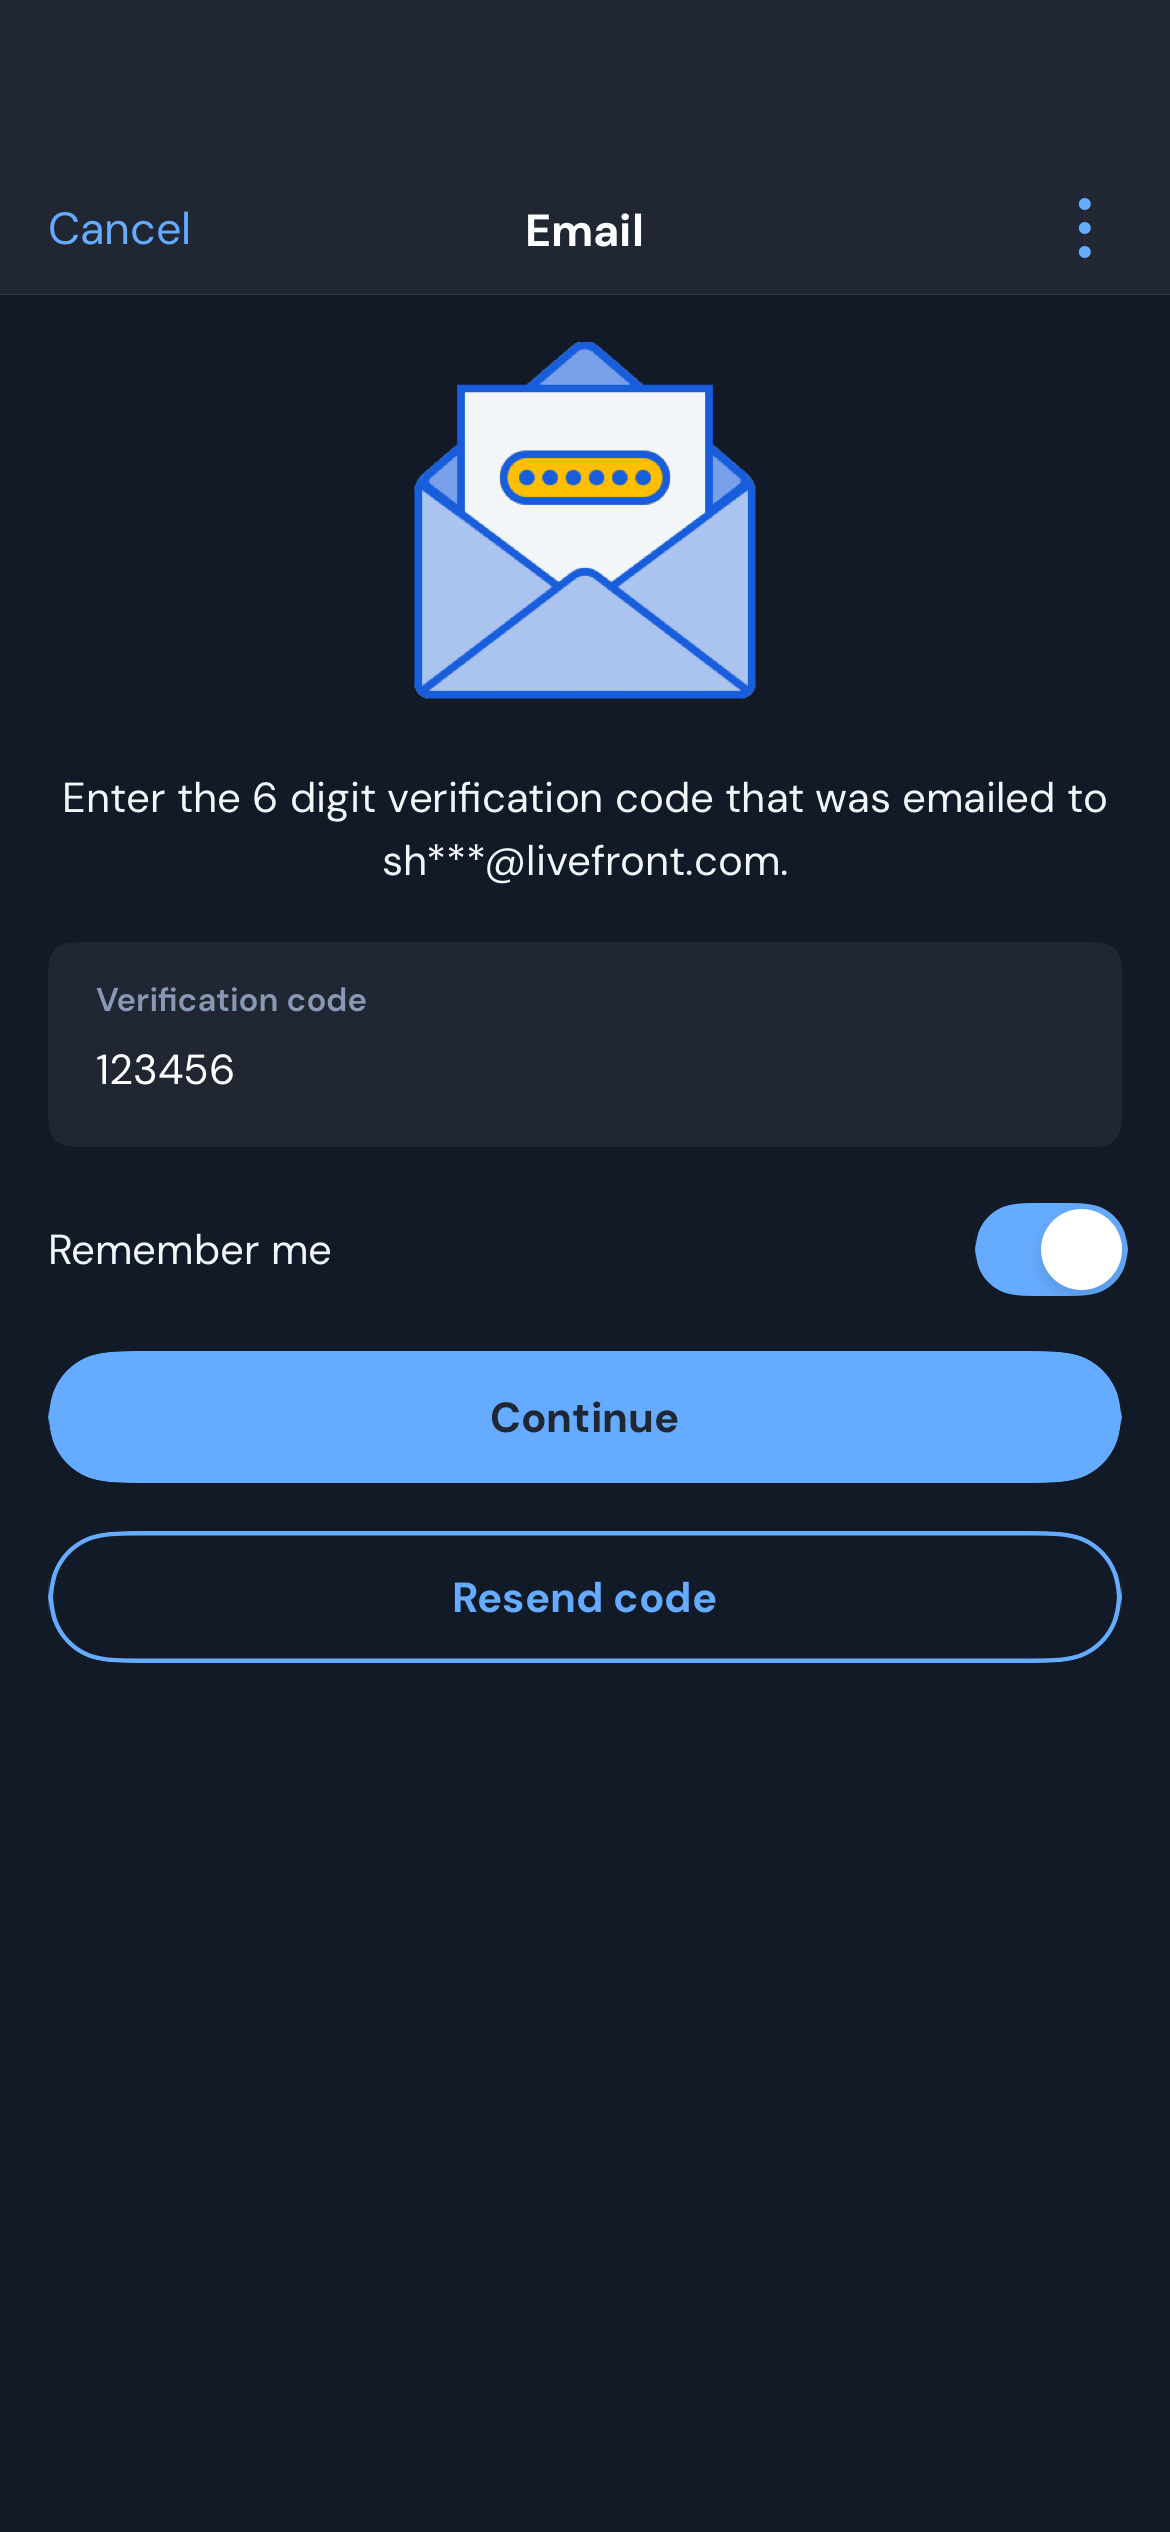 Cancel
Email
Enter the 6 digit verification code that was emailed to
sh***@livefront.com.
Verification code
123456
Remember me
Continue
Resend code